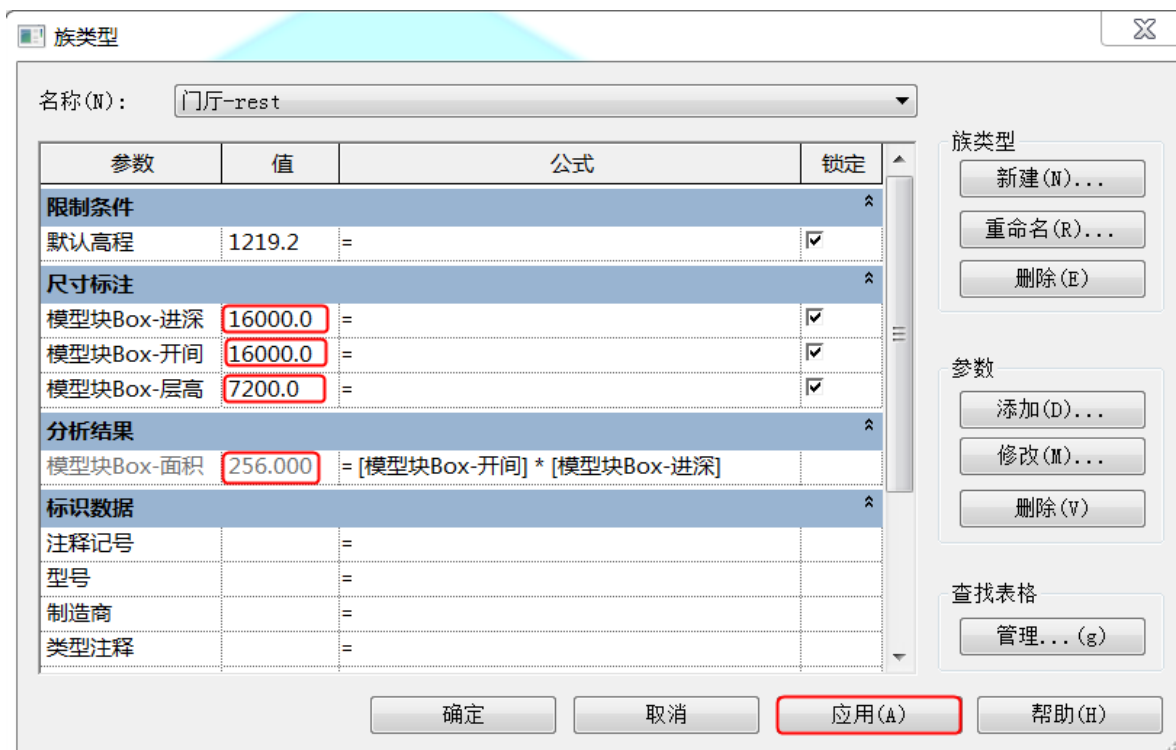 族类型
名称(N): 门厅-rest
参数 值 公式 锁定
限制条件
默认高程 1219.2 =
尺寸标注
模型块Box-进深 16000.0 =
模型块Box-开间 16000.0 =
模型块Box-层高 7200.0 =
分析结果
模型块Box-面积 256.000 = [模型块Box-开间] * [模型块Box-进深]
标识数据
注释记号 =
型号 =
制造商 =
类型注释 =
族类型
新建(N)...
重命名(R)...
删除(E)
参数
添加(D)...
修改(M)...
删除(V)
查找表格
管理...(g)
确定 取消 应用(A) 帮助(H)